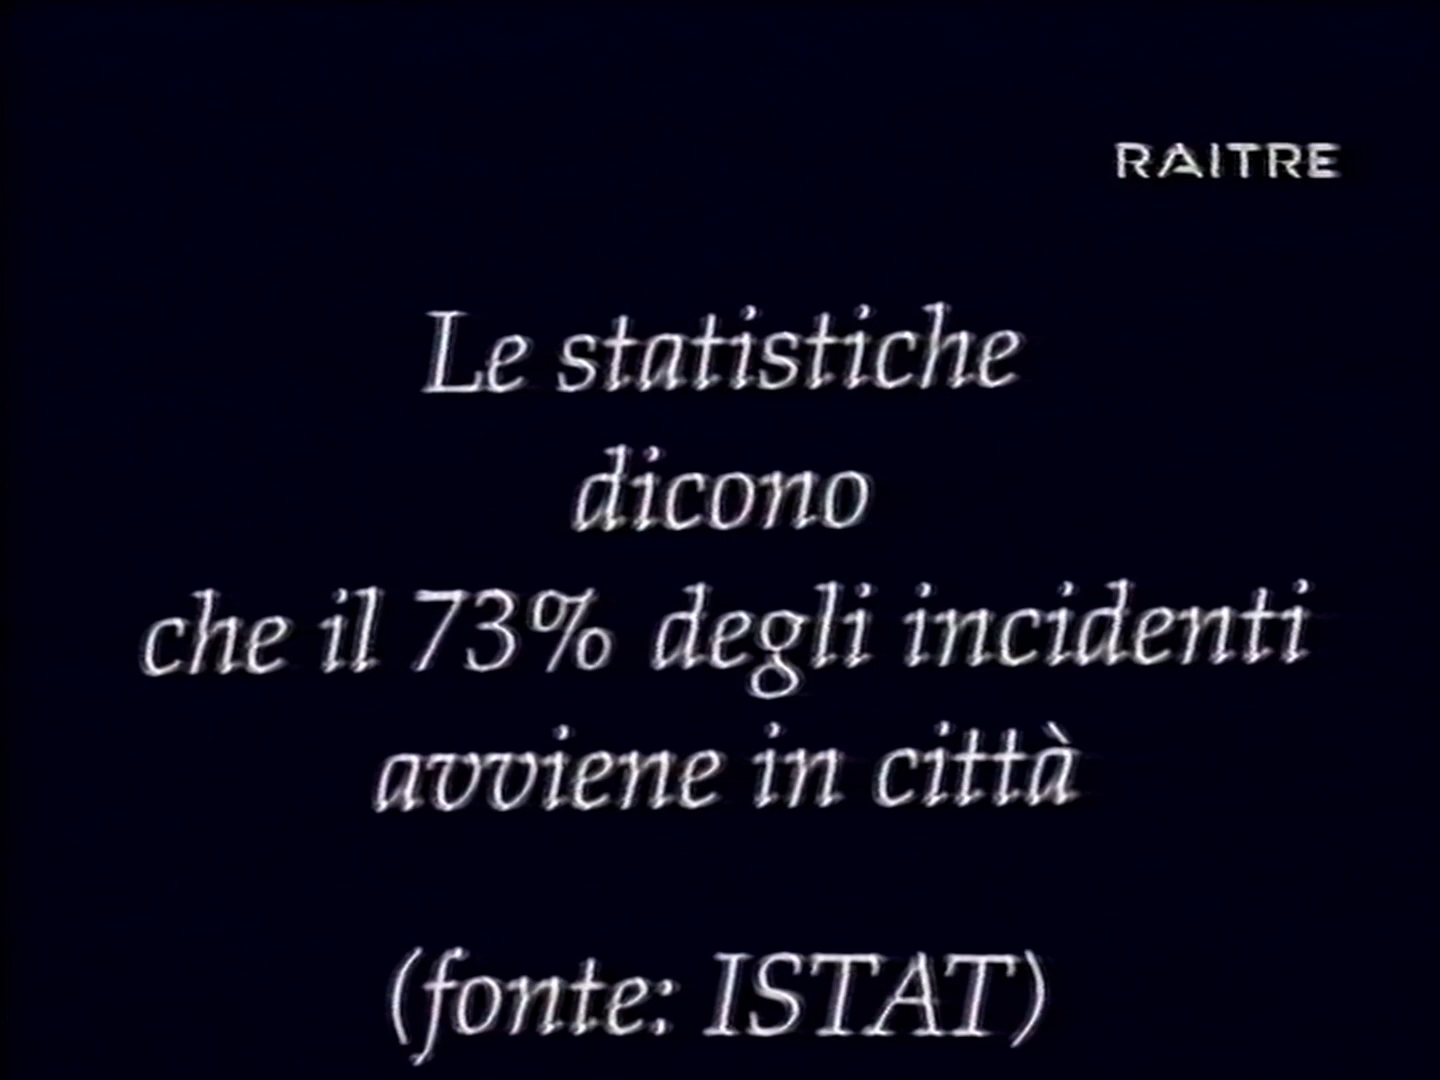 RAITRE
Le statistiche
dicono
che il 73% degli incidenti
avviene in città
(fonte: ISTAT)